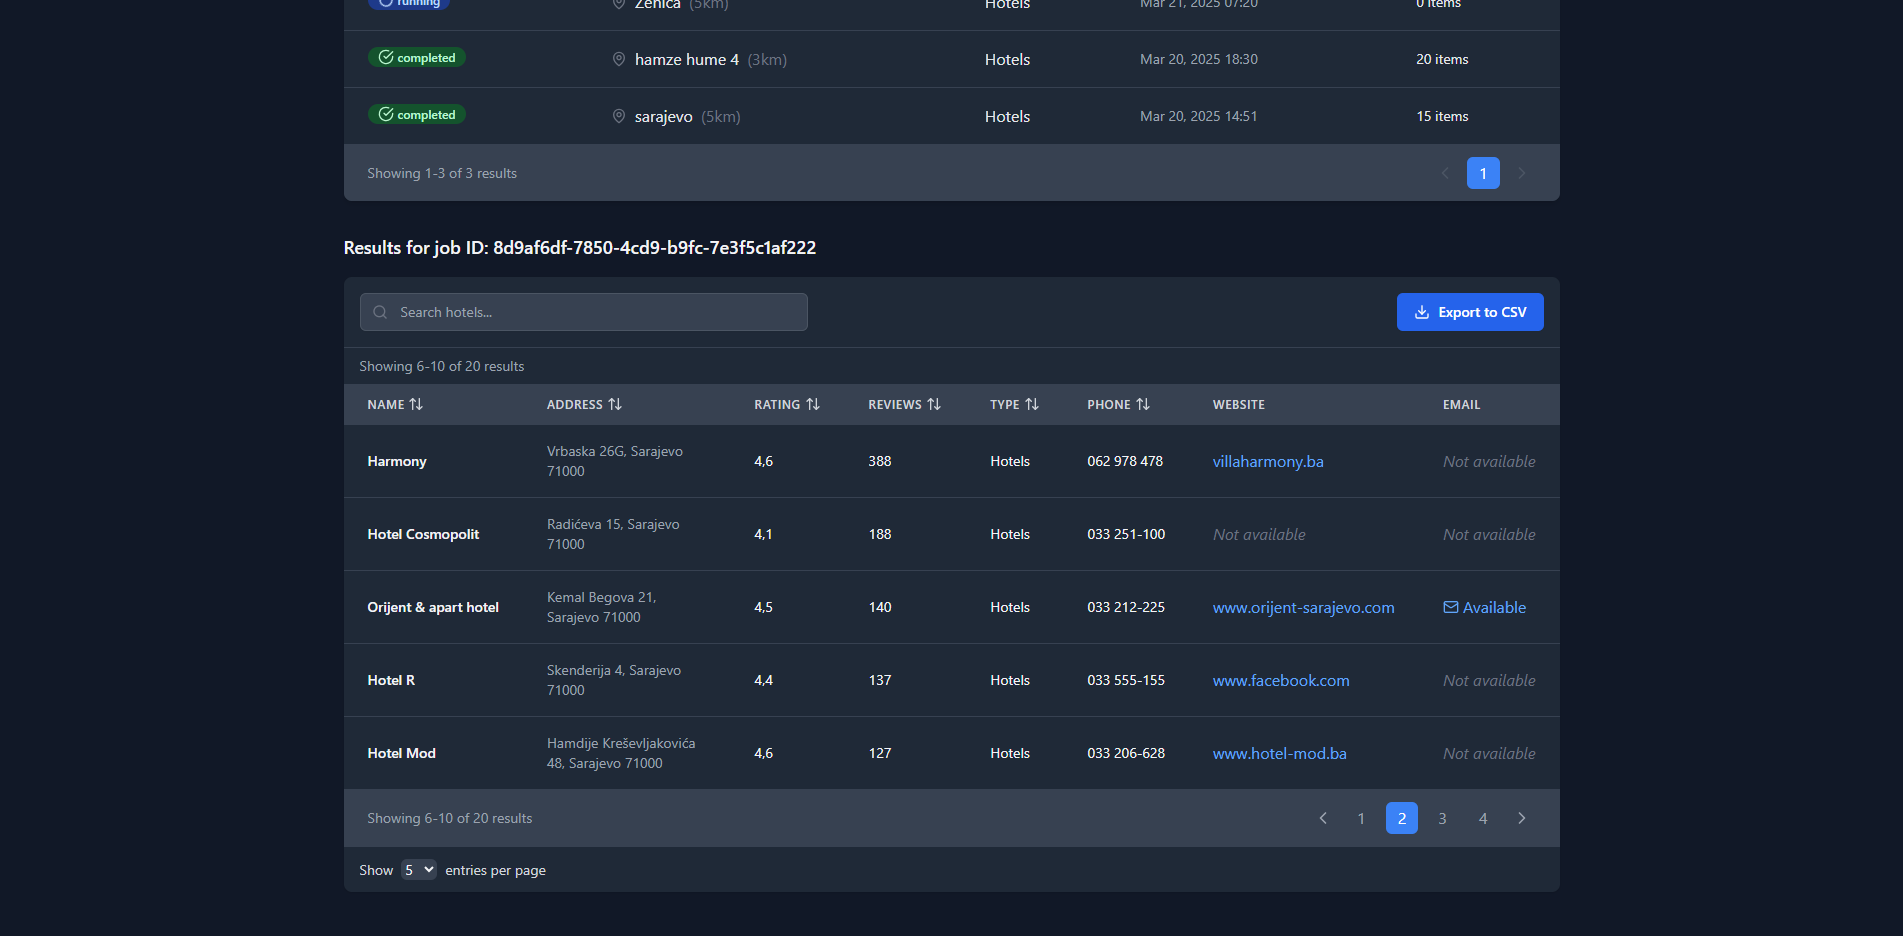 running Zenica (5km) Hotels Mar 21, 2025 07:20 0 items
completed hamze hume 4 (3km) Hotels Mar 20, 2025 18:30 20 items
completed sarajevo (5km) Hotels Mar 20, 2025 14:51 15 items
Showing 1-3 of 3 results 1
Results for job ID: 8d9af6df-7850-4cd9-b9fc-7e3f5c1af222
Search hotels... Export to CSV
Showing 6-10 of 20 results
NAME ADDRESS RATING REVIEWS TYPE PHONE WEBSITE EMAIL
Harmony Vrbaska 26G, Sarajevo 71000 4,6 388 Hotels 062 978 478 villaharmony.ba Not available
Hotel Cosmopolit Radićeva 15, Sarajevo 71000 4,1 188 Hotels 033 251-100 Not available Not available
Orijent & apart hotel Kemal Begova 21, Sarajevo 71000 4,5 140 Hotels 033 212-225 www.orijent-sarajevo.com Available
Hotel R Skenderija 4, Sarajevo 71000 4,4 137 Hotels 033 555-155 www.facebook.com Not available
Hotel Mod Hamdije Kreševljakovića 48, Sarajevo 71000 4,6 127 Hotels 033 206-628 www.hotel-mod.ba Not available
Showing 6-10 of 20 results 1 2 3 4
Show 5 entries per page